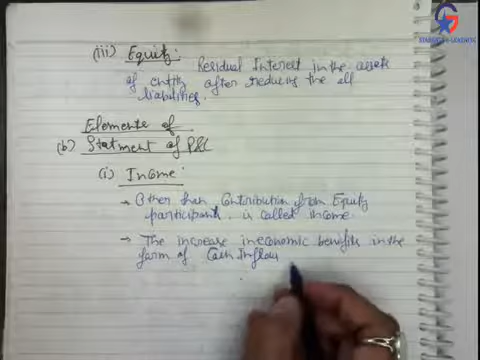 (iii) Equity: Residual Interest in the assets
of entity after reducing the all
liabilities.
Elements of
(b) Statment of P&L
(i) Income:
→ Other than Contribution from Equity
participant is called income
→ The increase in economic benefits in the
form of Cash Inflow